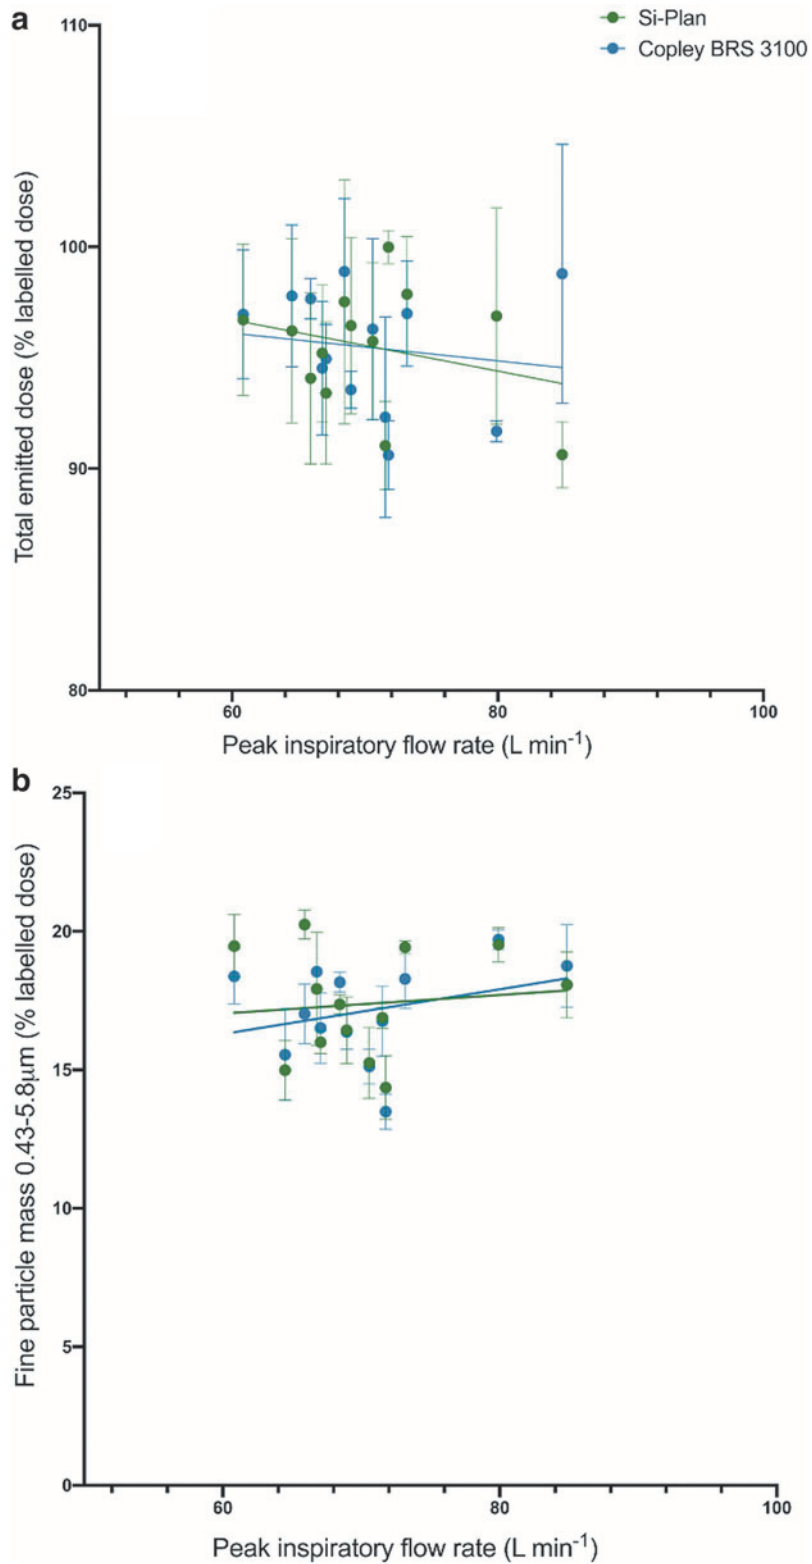 a
Si-Plan
Copley BRS 3100
110
100
90
80
Total emitted dose (% labelled dose)
60
80
100
Peak inspiratory flow rate (L min⁻¹)
b
25
20
15
10
5
0
Fine particle mass 0.43-5.8μm (% labelled dose)
60
80
100
Peak inspiratory flow rate (L min⁻¹)